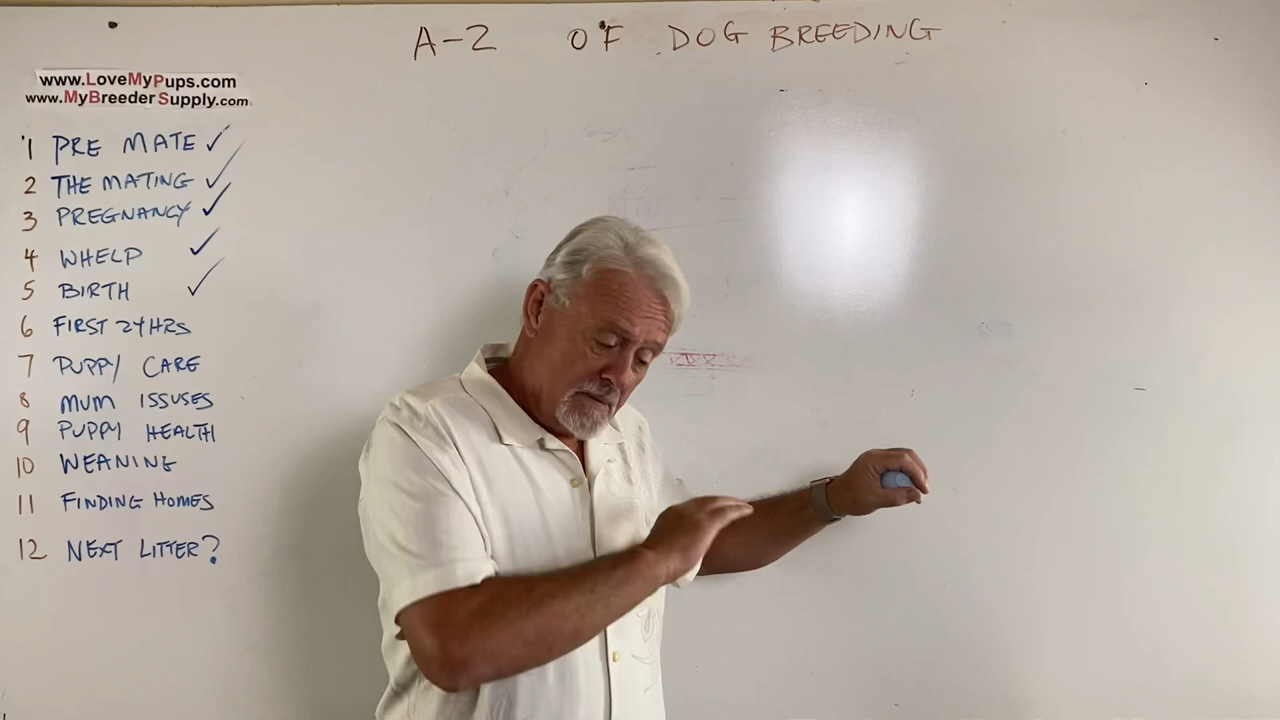 A-Z OF DOG BREEDING
www.LoveMyPups.com
www.MyBreederSupply.com
1 PRE MATE ✓
2 THE MATING ✓
3 PREGNANCY ✓
4 WHELP ✓
5 BIRTH ✓
6 FIRST 24HRS
7 PUPPY CARE
8 MUM ISSUSES
9 PUPPY HEALTH
10 WEANING
11 FINDING HOMES
12 NEXT LITTER?